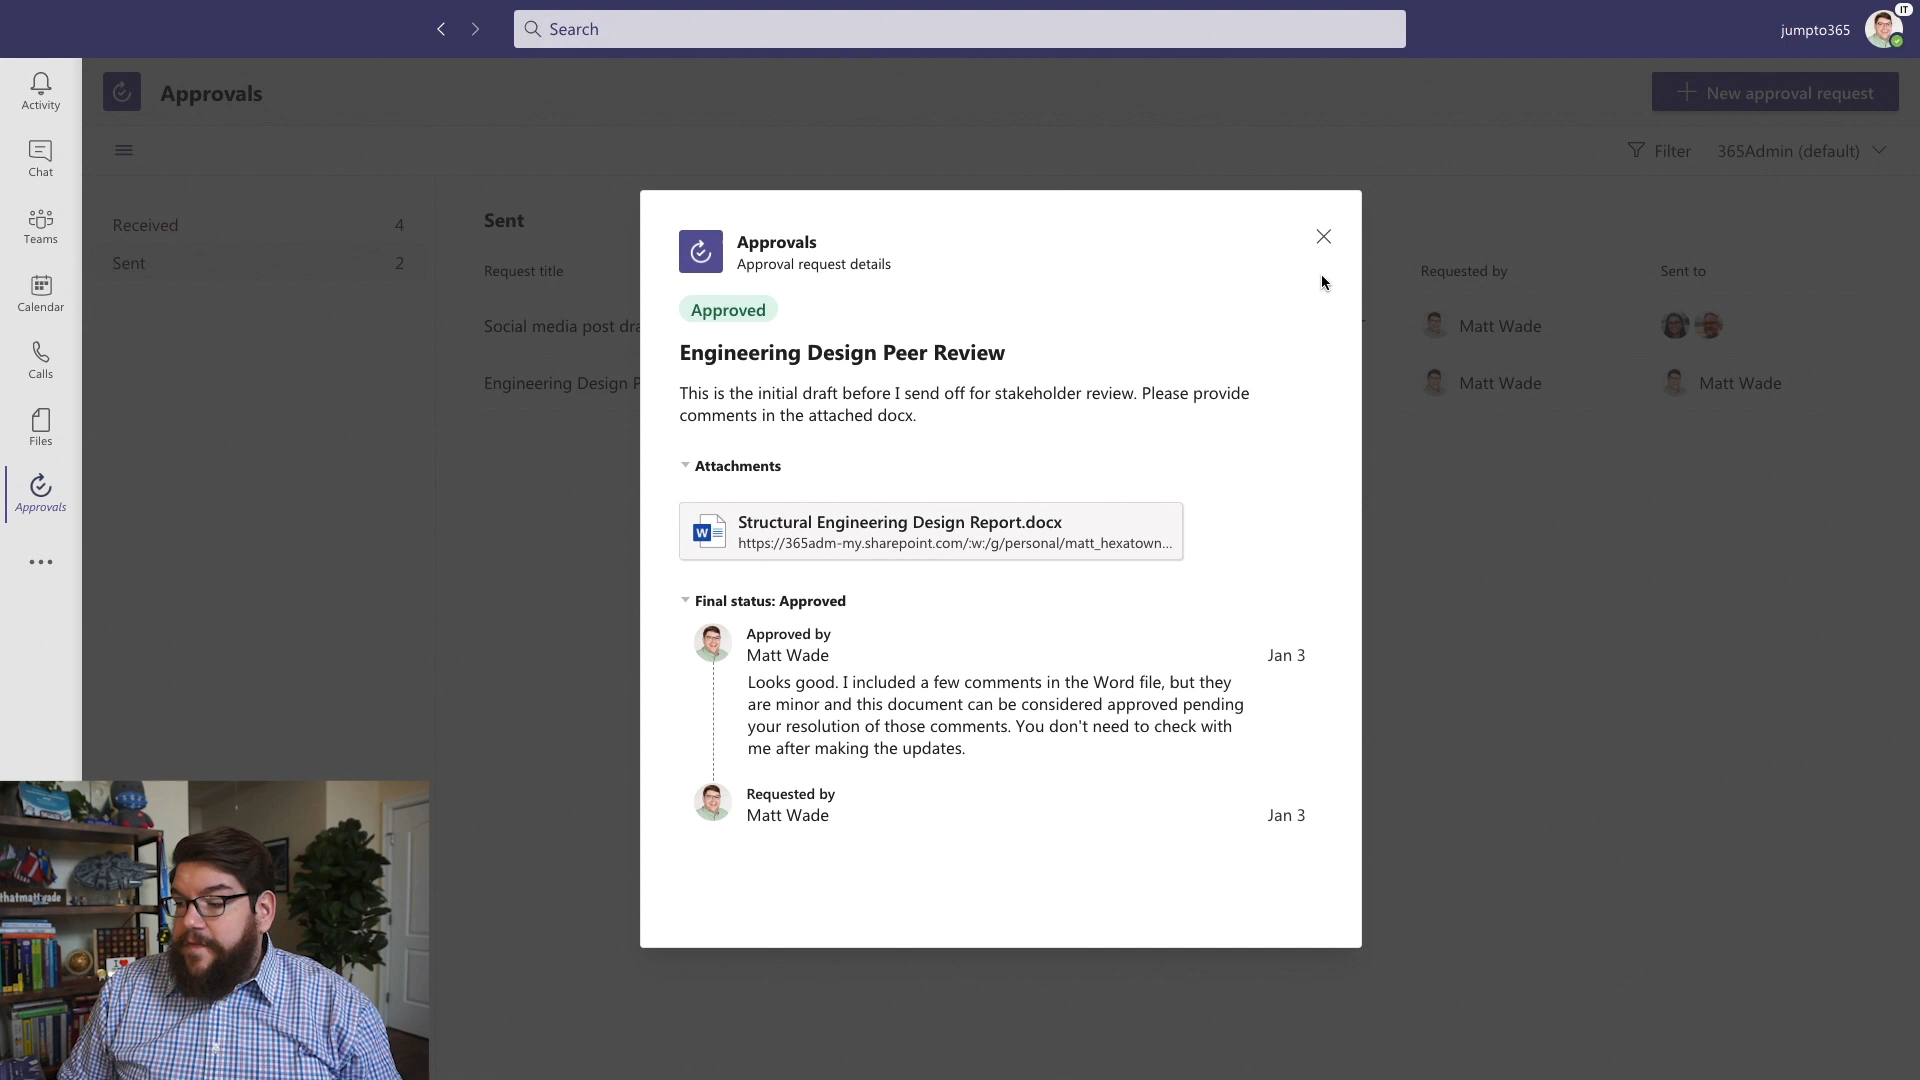 Search
jumpto365
IT
Activity
Chat
Teams
Calendar
Calls
Files
Approvals
Approvals
New approval request
Filter
365Admin (default)
Received 4
Sent 2
Sent
Request title
Requested by
Sent to
Social media post dra
Matt Wade
Engineering Design P
Matt Wade
Matt Wade
Approvals
Approval request details
Approved
Engineering Design Peer Review
This is the initial draft before I send off for stakeholder review. Please provide
comments in the attached docx.
Attachments
W
Structural Engineering Design Report.docx
https://365adm-my.sharepoint.com/:w:/g/personal/matt_hexatown...
Final status: Approved
Approved by
Matt Wade Jan 3
Looks good. I included a few comments in the Word file, but they
are minor and this document can be considered approved pending
your resolution of those comments. You don't need to check with
me after making the updates.
Requested by
Matt Wade Jan 3
thatmattwade
I